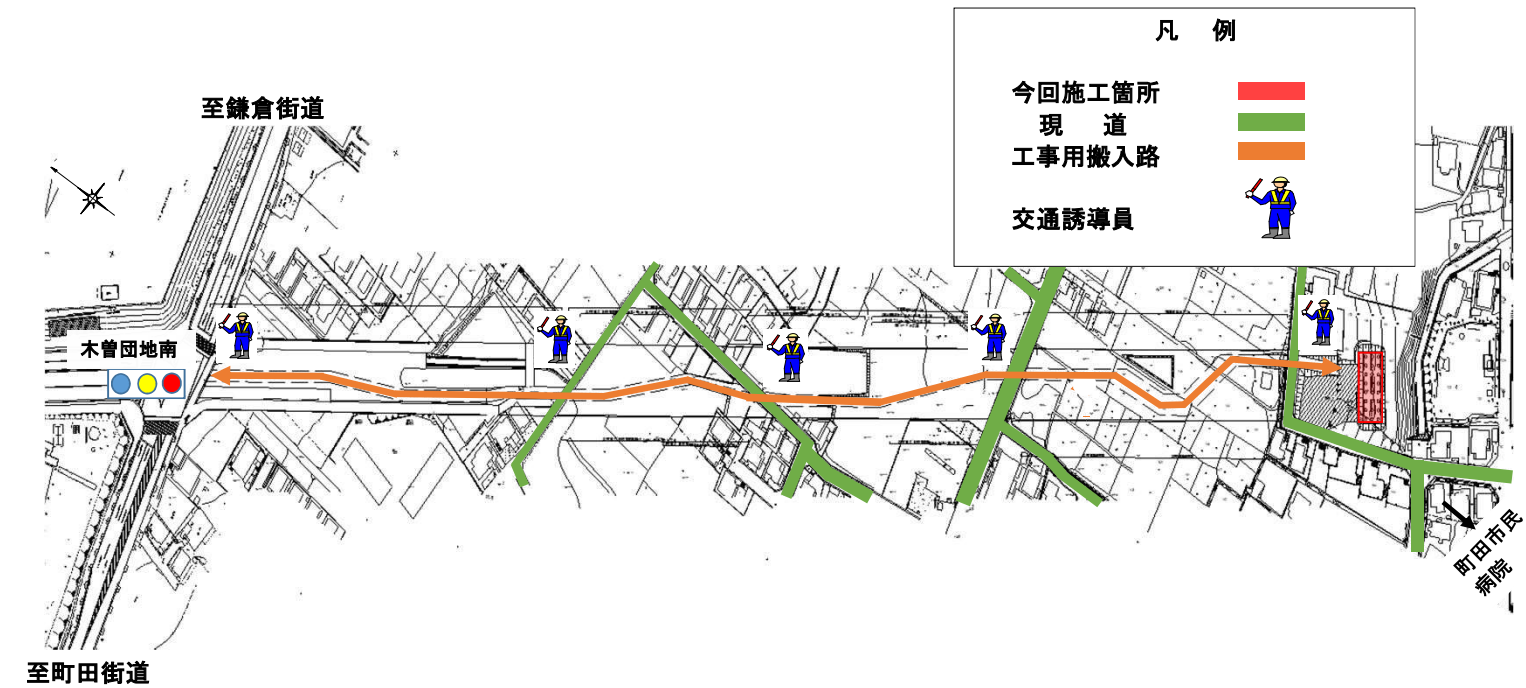 凡 例
今回施工箇所
現 道
工事用搬入路
交通誘導員
至鎌倉街道
木曽団地南
町田市民
病院
至町田街道